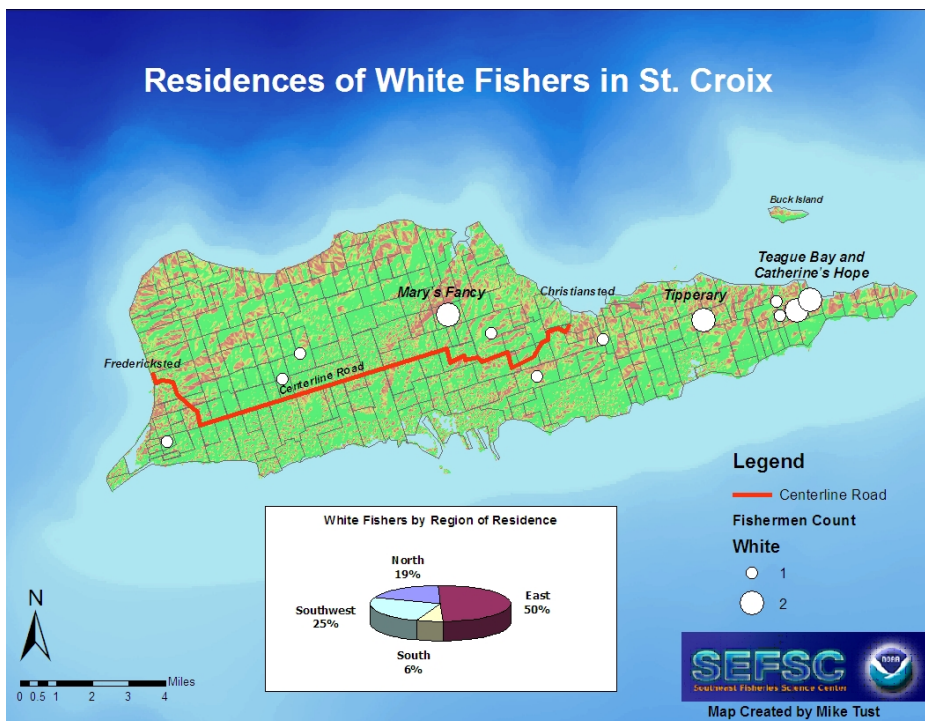 Residences of White Fishers in St. Croix
Buck Island
Teague Bay and
Catherine's Hope
Mary's Fancy
Christiansted
Tipperary
Fredericksted
Centerline Road
Legend
Centerline Road
Fishermen Count
White
1
2
White Fishers by Region of Residence
North
19%
East
50%
Southwest
25%
South
6%
N
0 0.5 1 2 3 4
Miles
SEFSC
Southeast Fisheries Science Center
NOAA
Map Created by Mike Tust